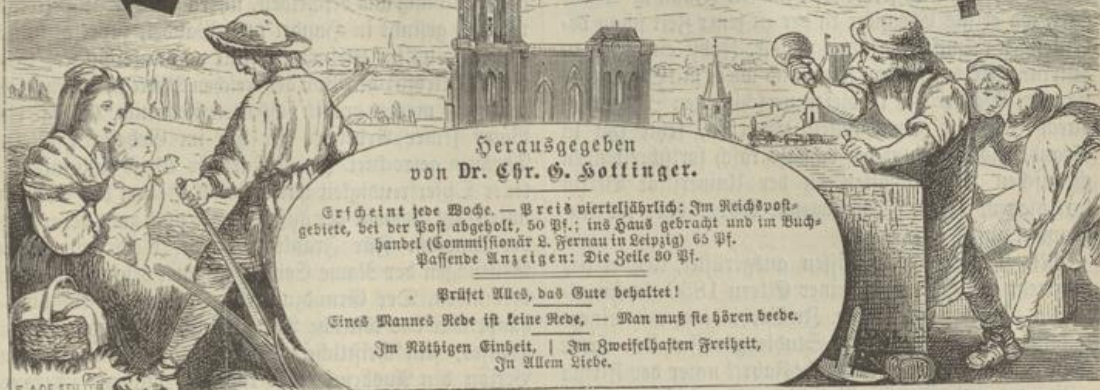 Herausgegeben
von Dr. Chr. G. Hottinger.
Erscheint jede Woche. — Preis vierteljährlich: Im Reichspost-
gebiete, bei der Post abgeholt, 50 Pf.; ins Haus gebracht und im Buch-
handel (Commissionär L. Fernau in Leipzig) 65 Pf.
Passende Anzeigen: Die Zeile 30 Pf.
Prüfet Alles, das Gute behaltet!
Eines Mannes Rede ist keine Rede, — Man muß sie hören beede.
Im Nöthigen Einheit, | Im Zweifelhaften Freiheit,
In Allem Liebe.